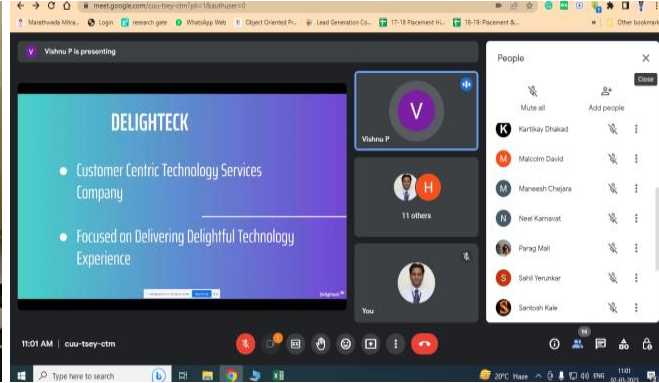 meet.google.com/cuu-tsey-ctm?pli=1&authuser=0
Marathwada Mitra...
Login
research gate
WhatsApp Web
Object Oriented Pr...
Lead Generation Co...
17-18 Placement Hi...
18-19: Placement &...
»
Other bookmark
V
Vishnu P is presenting
DELIGHTECK
Customer Centric Technology Services
Company
Focused on Delivering Delightful Technology
Experience
Delighteck
V
Vishnu P
H
11 others
You
People
Close
Mute all
Add people
K Kartikay Dhakad
M Malcolm David
M Maneesh Chejara
N Neel Karnavat
Parag Mali
S Sahil Yerunkar
S Santosh Kale
11:01 AM | cuu-tsey-ctm
14
Type here to search
20°C Haze
ENG
11:01
02-03-2023